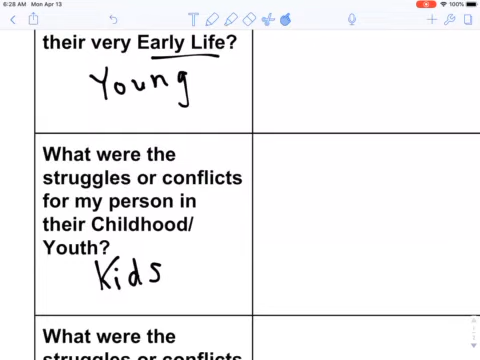 6:28 AM Mon Apr 13
100%
their very Early Life?
Young
What were the
struggles or conflicts
for my person in
their Childhood/
Youth?
Kids
What were the
struggles or conflicts